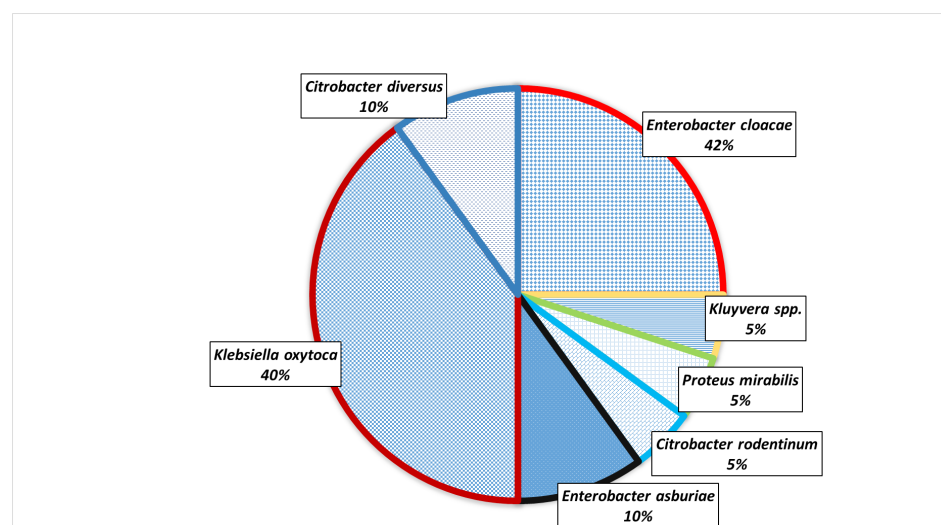 Citrobacter diversus
10%
Enterobacter cloacae
42%
Kluyvera spp.
5%
Klebsiella oxytoca
40%
Proteus mirabilis
5%
Citrobacter rodentinum
5%
Enterobacter asburiae
10%